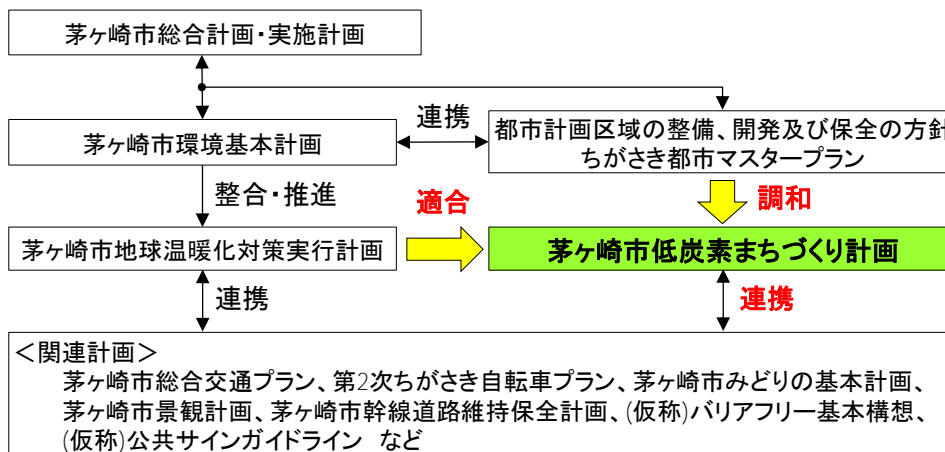 茅ヶ崎市総合計画・実施計画
連携
茅ヶ崎市環境基本計画
都市計画区域の整備、開発及び保全の方針
ちがさき都市マスタープラン
整合・推進
適合
調和
茅ヶ崎市地球温暖化対策実行計画
茅ヶ崎市低炭素まちづくり計画
連携
連携
＜関連計画＞
茅ヶ崎市総合交通プラン、第2次ちがさき自転車プラン、茅ヶ崎市みどりの基本計画、
茅ヶ崎市景観計画、茅ヶ崎市幹線道路維持保全計画、(仮称)バリアフリー基本構想、
(仮称)公共サインガイドライン　など